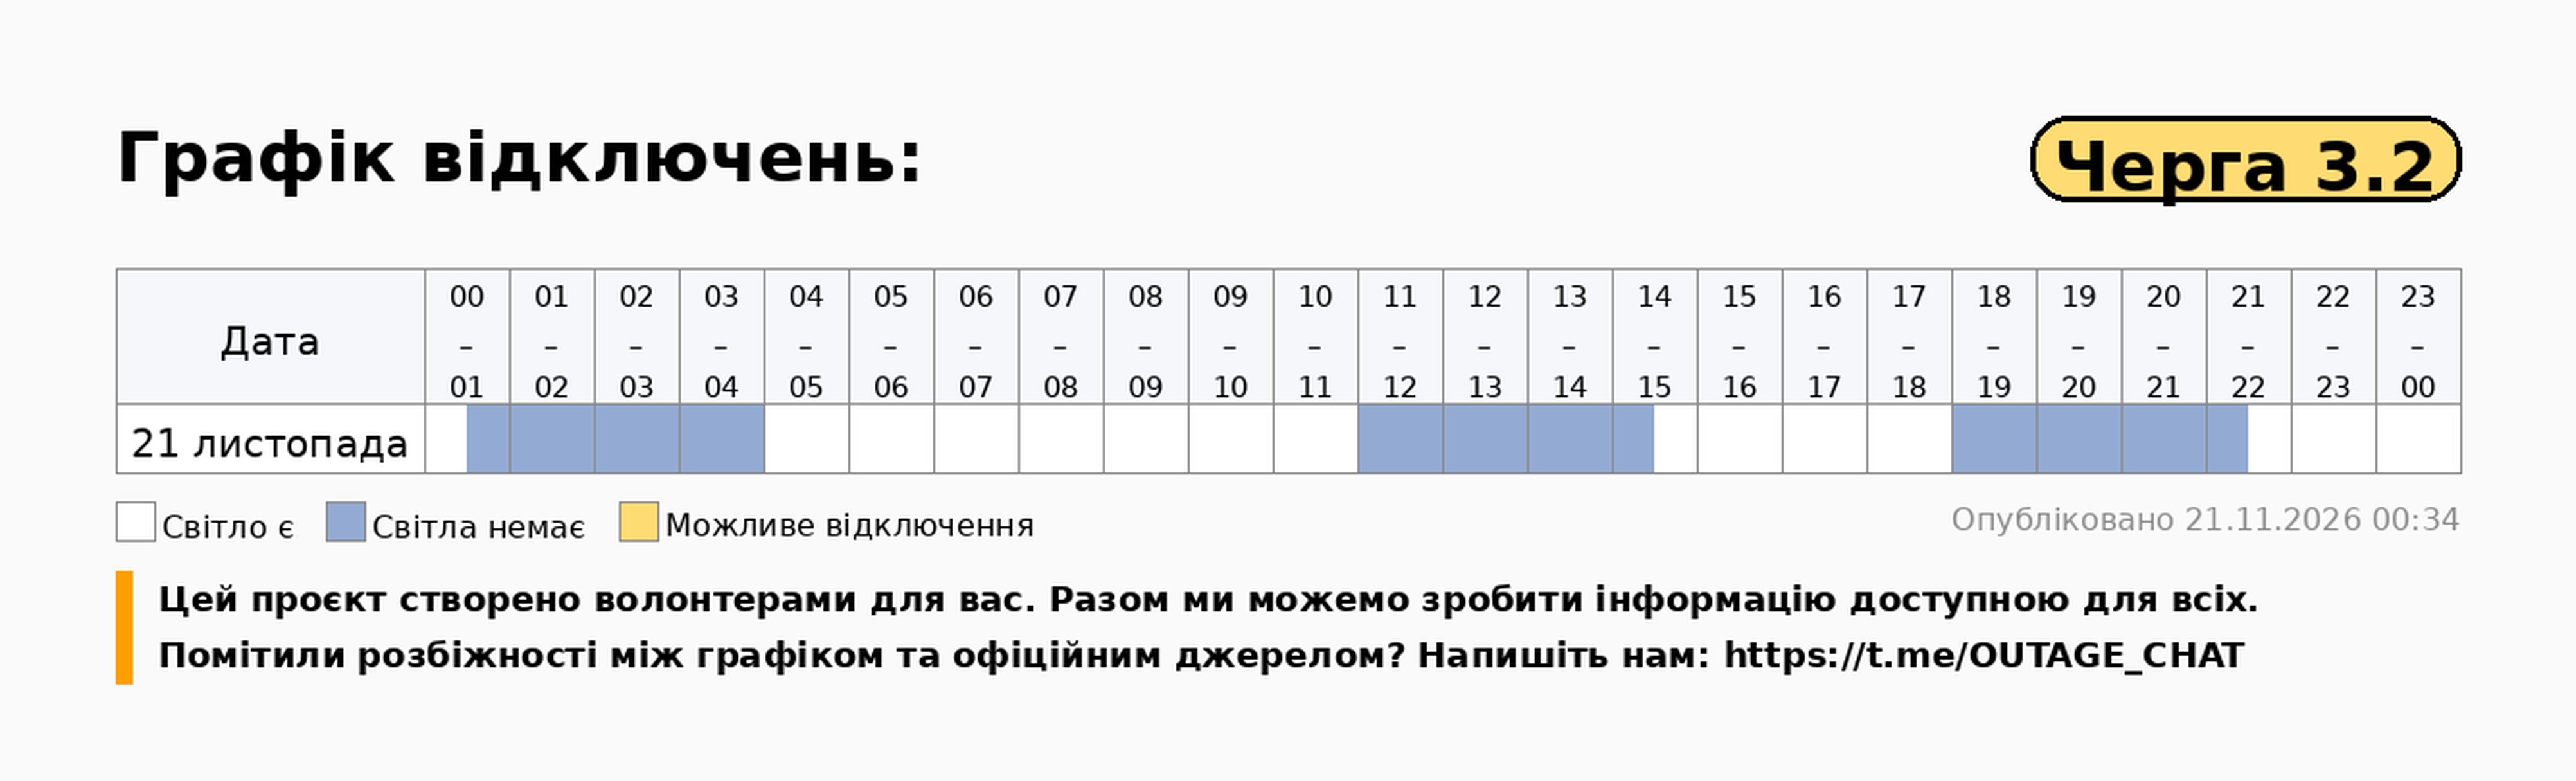 Графік відключень:
Черга 3.2
Дата
00 – 01
01 – 02
02 – 03
03 – 04
04 – 05
05 – 06
06 – 07
07 – 08
08 – 09
09 – 10
10 – 11
11 – 12
12 – 13
13 – 14
14 – 15
15 – 16
16 – 17
17 – 18
18 – 19
19 – 20
20 – 21
21 – 22
22 – 23
23 – 00
21 листопада
Світло є
Світла немає
Можливе відключення
Опубліковано 21.11.2026 00:34
Цей проєкт створено волонтерами для вас. Разом ми можемо зробити інформацію доступною для всіх.
Помітили розбіжності між графіком та офіційним джерелом? Напишіть нам: https://t.me/OUTAGE_CHAT